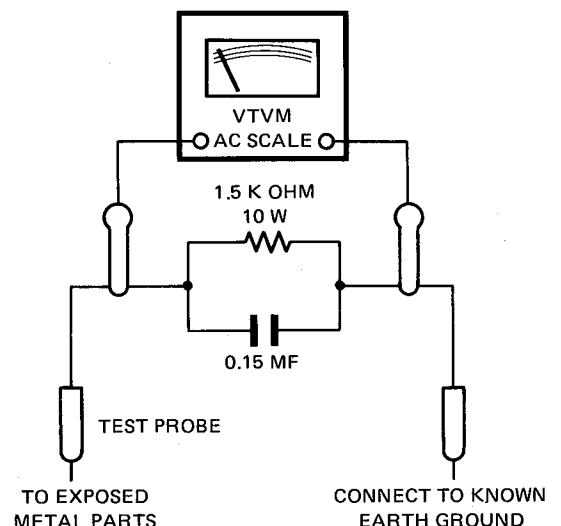 VTVM
AC SCALE
1.5 K OHM
10 W
0.15 MF
TEST PROBE
TO EXPOSED
METAL PARTS
CONNECT TO KNOWN
EARTH GROUND